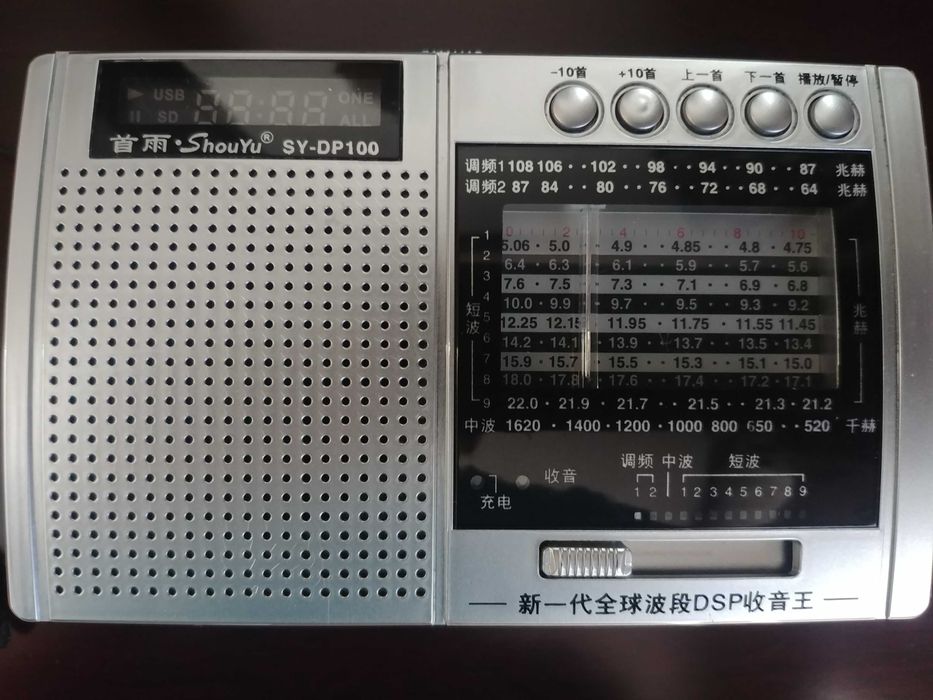 USB
ONE
SD
ALL
首雨·ShouYu® SY-DP100
-10首 +10首 上一首 下一首 播放/暂停
调频1 108 106 · · 102 · · 98 · · 94 · · 90 · · 87 兆赫
调频2 87 84 · · 80 · · 76 · · 72 · · 68 · · 64 兆赫
0 2 4 6 8 10
1 5.06 · 5.0 · · 4.9 · · 4.85 · · 4.8 · 4.75
2 6.4 · 6.3 · · 6.1 · · 5.9 · · 5.7 · 5.6
3 7.6 · 7.5 · · 7.3 · · 7.1 · · 6.9 · 6.8
4 10.0 · 9.9 · · 9.7 · · 9.5 · · 9.3 · 9.2
5 12.25 12.15 · 11.95 · · 11.75 · · 11.55 11.45
6 14.2 · 14.1 · · 13.9 · · 13.7 · · 13.5 · 13.4
7 15.9 · 15.7 · · 15.5 · · 15.3 · · 15.1 · 15.0
8 18.0 · 17.8 · · 17.6 · · 17.4 · · 17.2 · 17.1
9 22.0 · 21.9 · · 21.7 · · 21.5 · · 21.3 · 21.2
短波
兆赫
中波 1620 · 1400 · 1200 · 1000 800 650 · · 520 千赫
调频 中波 短波
1 2 1 2 3 4 5 6 7 8 9
收音
充电
新一代全球波段DSP收音王